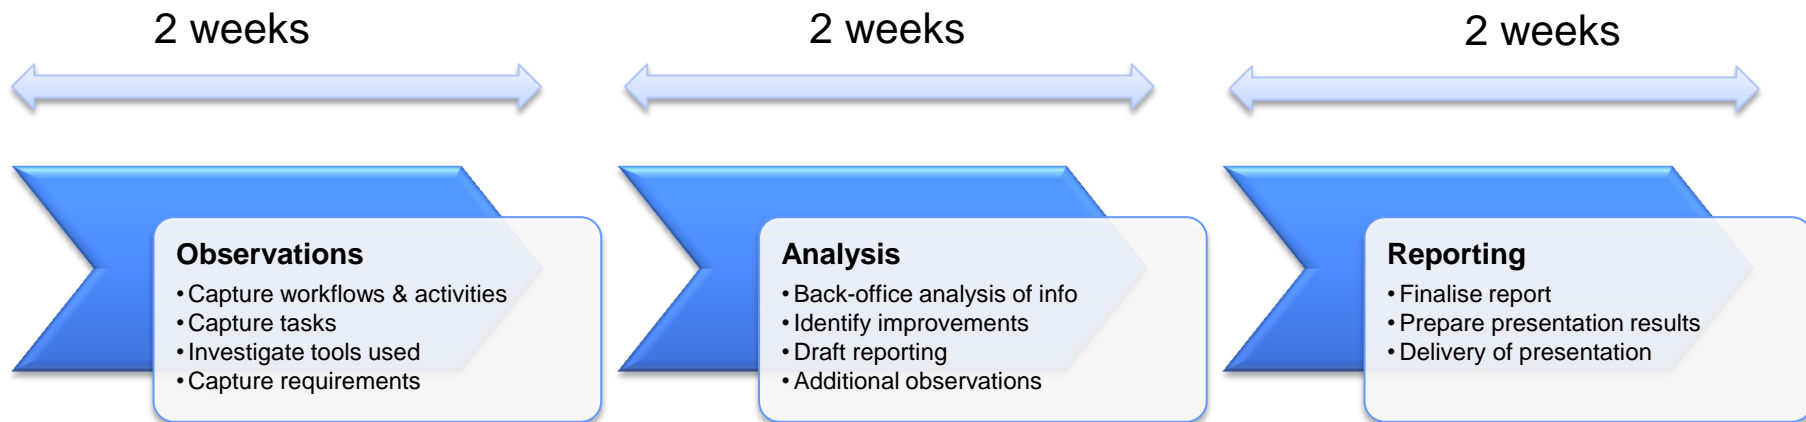 2 weeks
2 weeks
2 weeks
Observations
• Capture workflows & activities
• Capture tasks
• Investigate tools used
• Capture requirements
Analysis
• Back-office analysis of info
• Identify improvements
• Draft reporting
• Additional observations
Reporting
• Finalise report
• Prepare presentation results
• Delivery of presentation